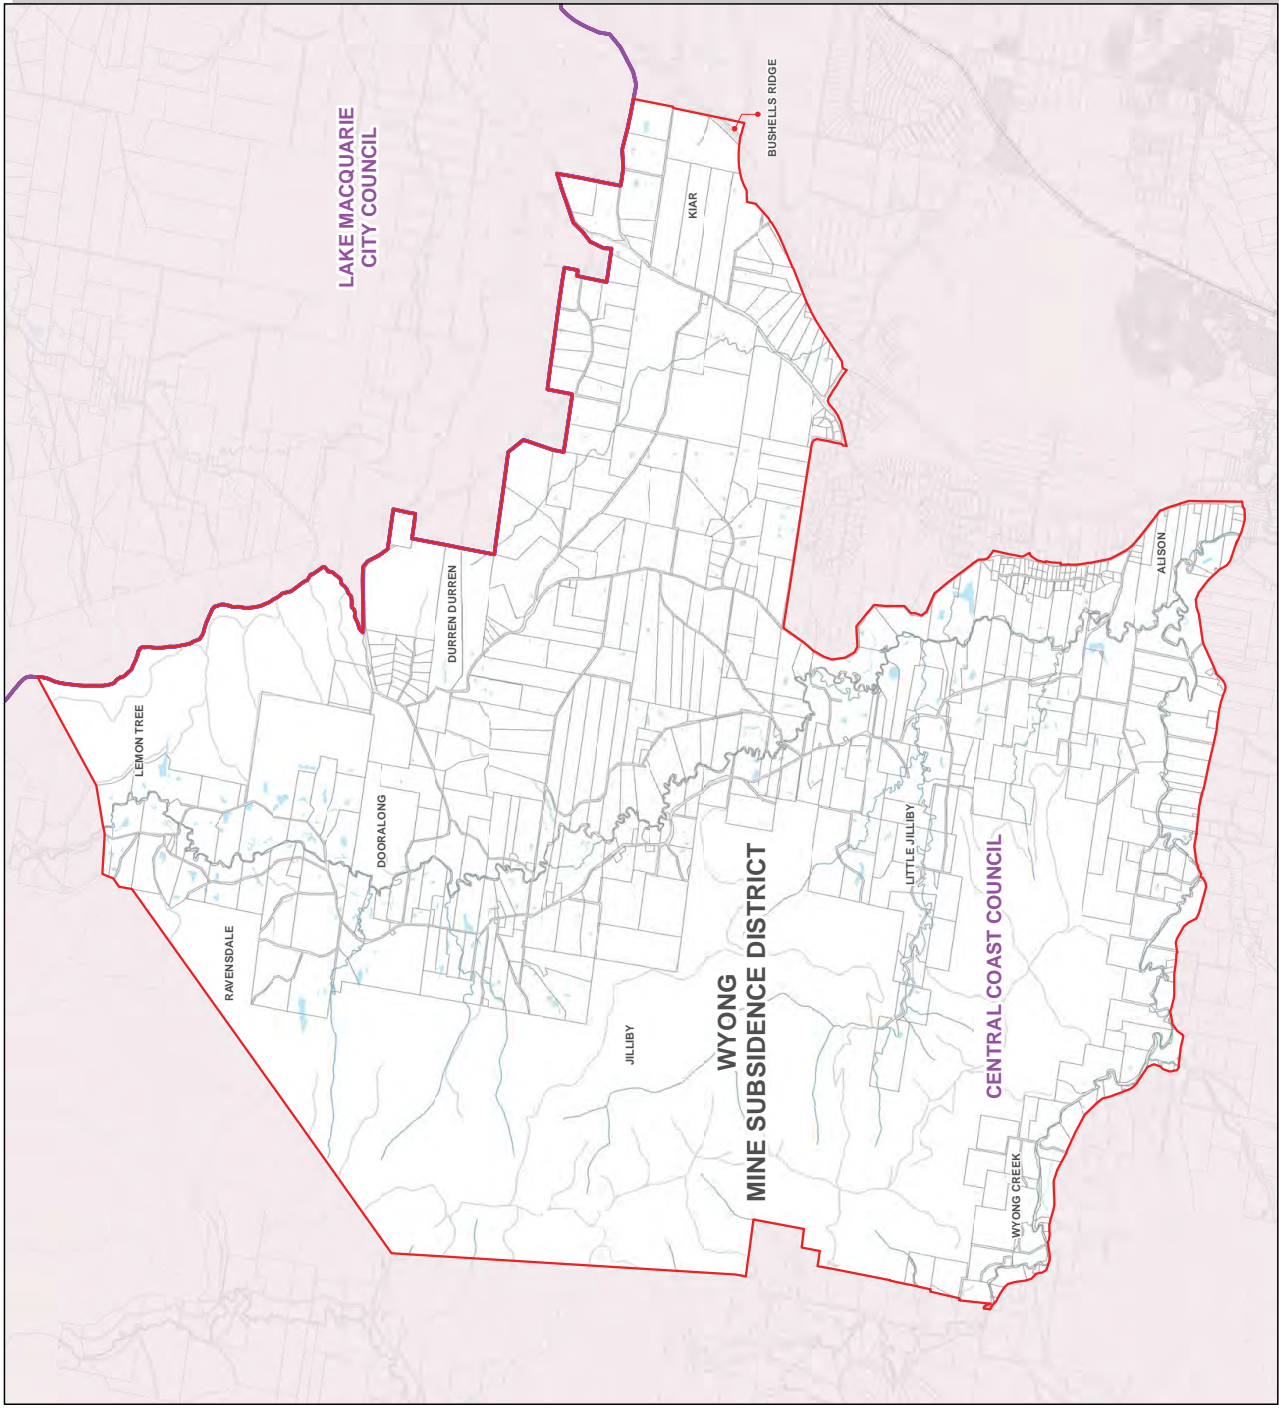 LAKE MACQUARIE
CITY COUNCIL
BUSHELLS RIDGE
KIAR
DURREN DURREN
LEMON TREE
DOORALONG
RAVENSDALE
ALISON
LITTLE JILLIBY
JILLIBY
WYONG
MINE SUBSIDENCE DISTRICT
CENTRAL COAST COUNCIL
WYONG CREEK